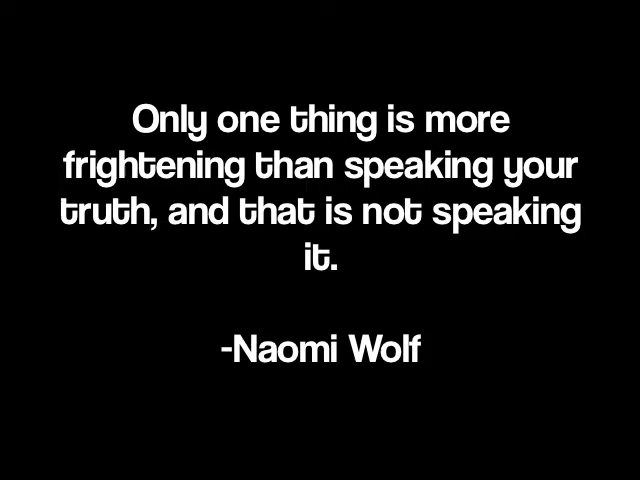 Only one thing is more
frightening than speaking your
truth, and that is not speaking
it.
-Naomi Wolf